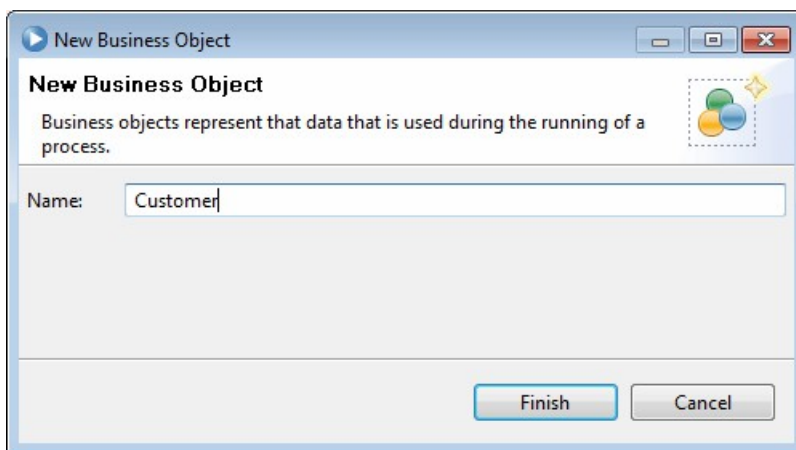 New Business Object
New Business Object
Business objects represent that data that is used during the running of a
process.
Name: Customer
Finish Cancel